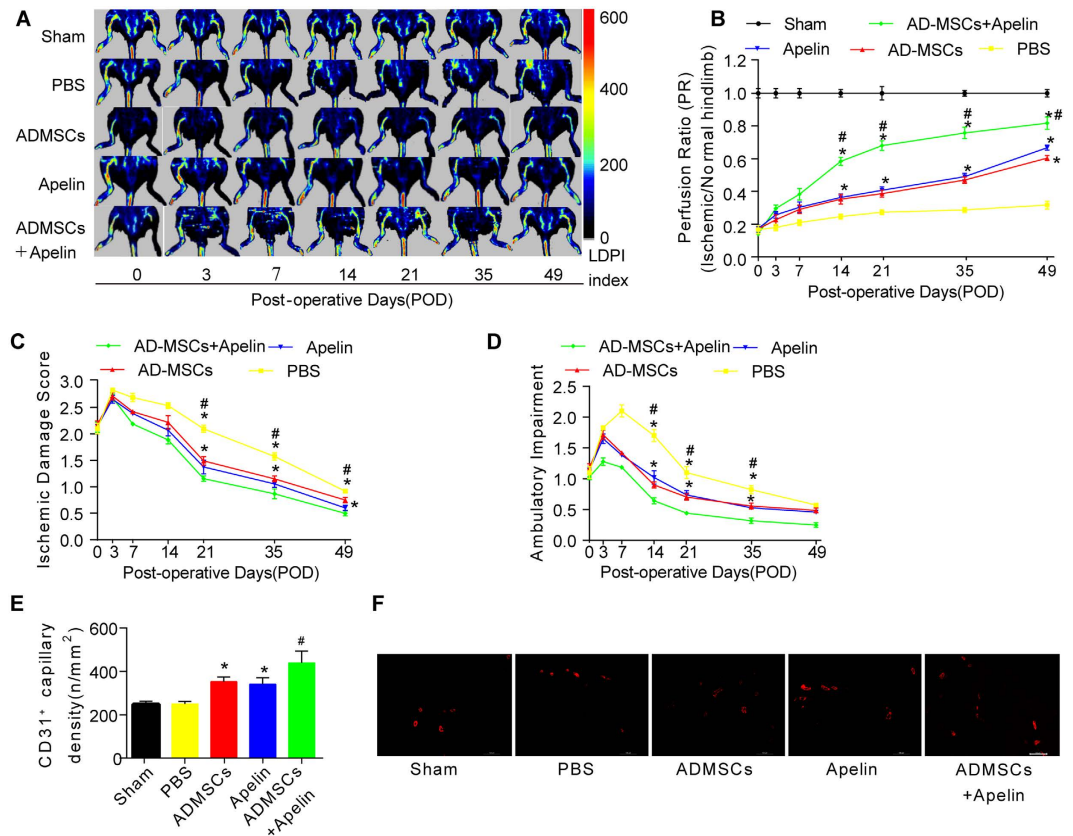 A
Sham
PBS
ADMSCs
Apelin
ADMSCs
+Apelin
600
400
200
0
LDPI
index
0 3 7 14 21 35 49
Post-operative Days(POD)
B
Sham
AD-MSCs+Apelin
Apelin
AD-MSCs
PBS
Perfusion Ratio (PR)
(Ischemic/No rmal hindlimb)
1.2
1.0
0.8
0.6
0.4
0.2
0.0
#
*
#
*
#
*
*#
*
*
*
*
*
0 3 7 14 21 35 49
Post-operative Days(POD)
C
AD-MSCs+Apelin
Apelin
AD-MSCs
PBS
Ischemic Damage Score
3.0
2.5
2.0
1.5
1.0
0.5
0.0
#
*
*
#
*
*
#
*
*
0 3 7 14 21 35 49
Post-operative Days(POD)
D
AD-MSCs+Apelin
Apelin
AD-MSCs
PBS
Ambulatory Impairment
2.5
2.0
1.5
1.0
0.5
0.0
#
*
*
#
*
*
#
*
*
0 3 7 14 21 35 49
Post-operative Days(POD)
E
CD31+ capillary
density(n/mm2)
600
400
200
0
*
*
#
Sham
PBS
ADMSCs
Apelin
ADMSCs
+Apelin
F
Sham
PBS
ADMSCs
Apelin
ADMSCs
+Apelin